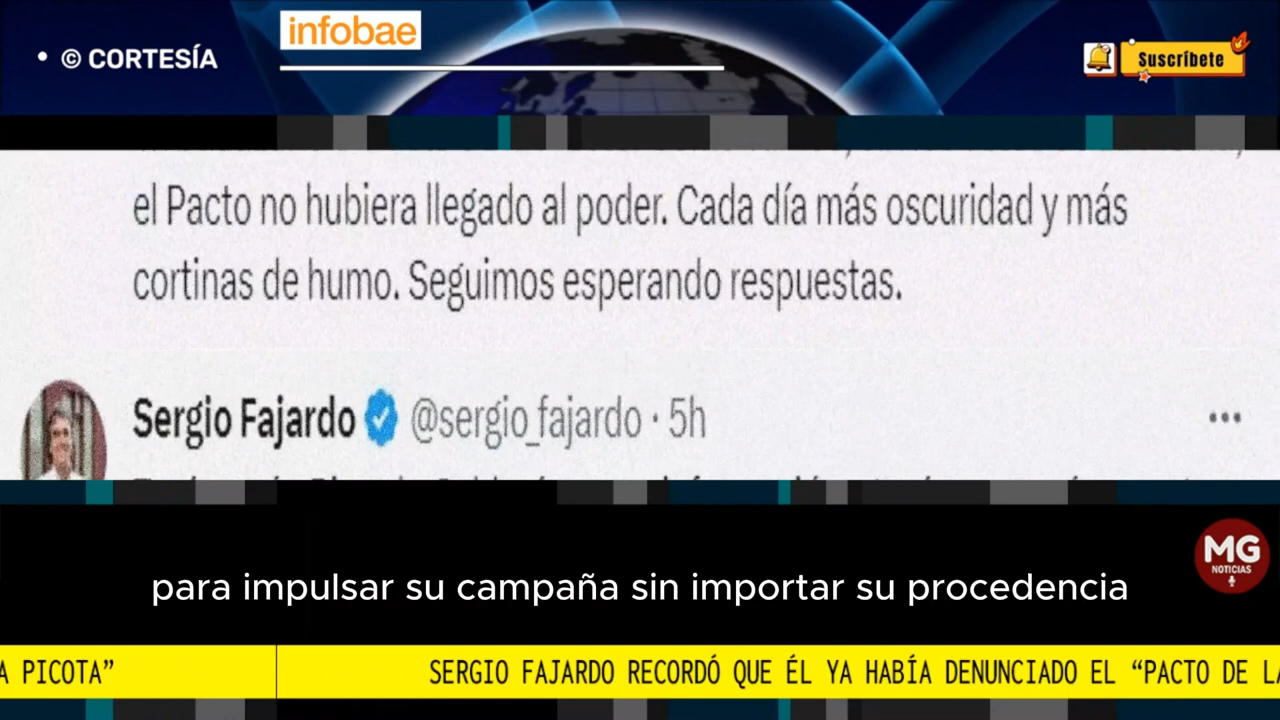 infobae
• © CORTESÍA
Suscríbete
el Pacto no hubiera llegado al poder. Cada día más oscuridad y más
cortinas de humo. Seguimos esperando respuestas.
Sergio Fajardo @sergio_fajardo · 5h
MG
NOTICIAS
para impulsar su campaña sin importar su procedencia
A PICOTA” SERGIO FAJARDO RECORDÓ QUE ÉL YA HABÍA DENUNCIADO EL “PACTO DE LA